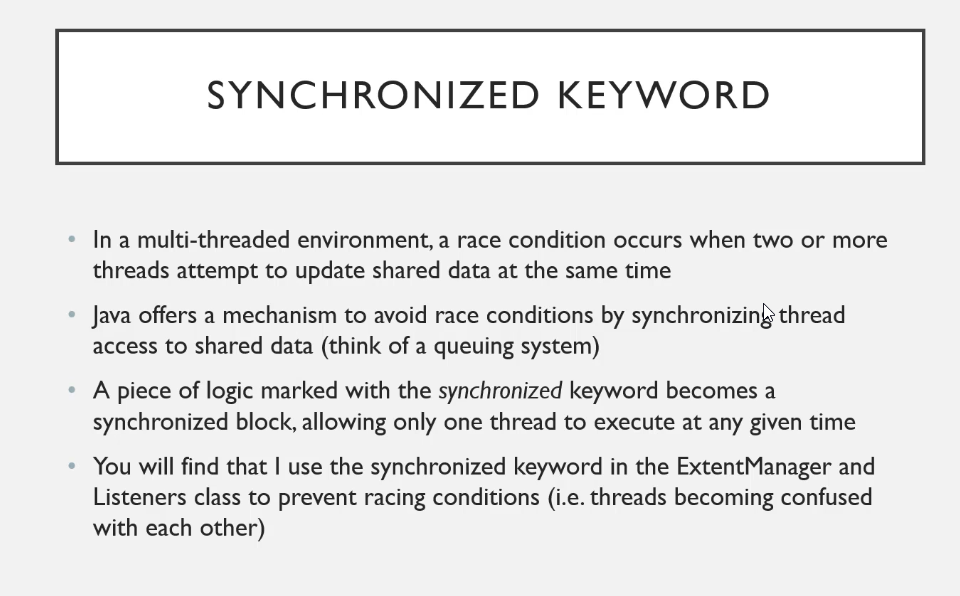 SYNCHRONIZED KEYWORD
• In a multi-threaded environment, a race condition occurs when two or more
threads attempt to update shared data at the same time
• Java offers a mechanism to avoid race conditions by synchronizing thread
access to shared data (think of a queuing system)
• A piece of logic marked with the synchronized keyword becomes a
synchronized block, allowing only one thread to execute at any given time
• You will find that I use the synchronized keyword in the ExtentManager and
Listeners class to prevent racing conditions (i.e. threads becoming confused
with each other)